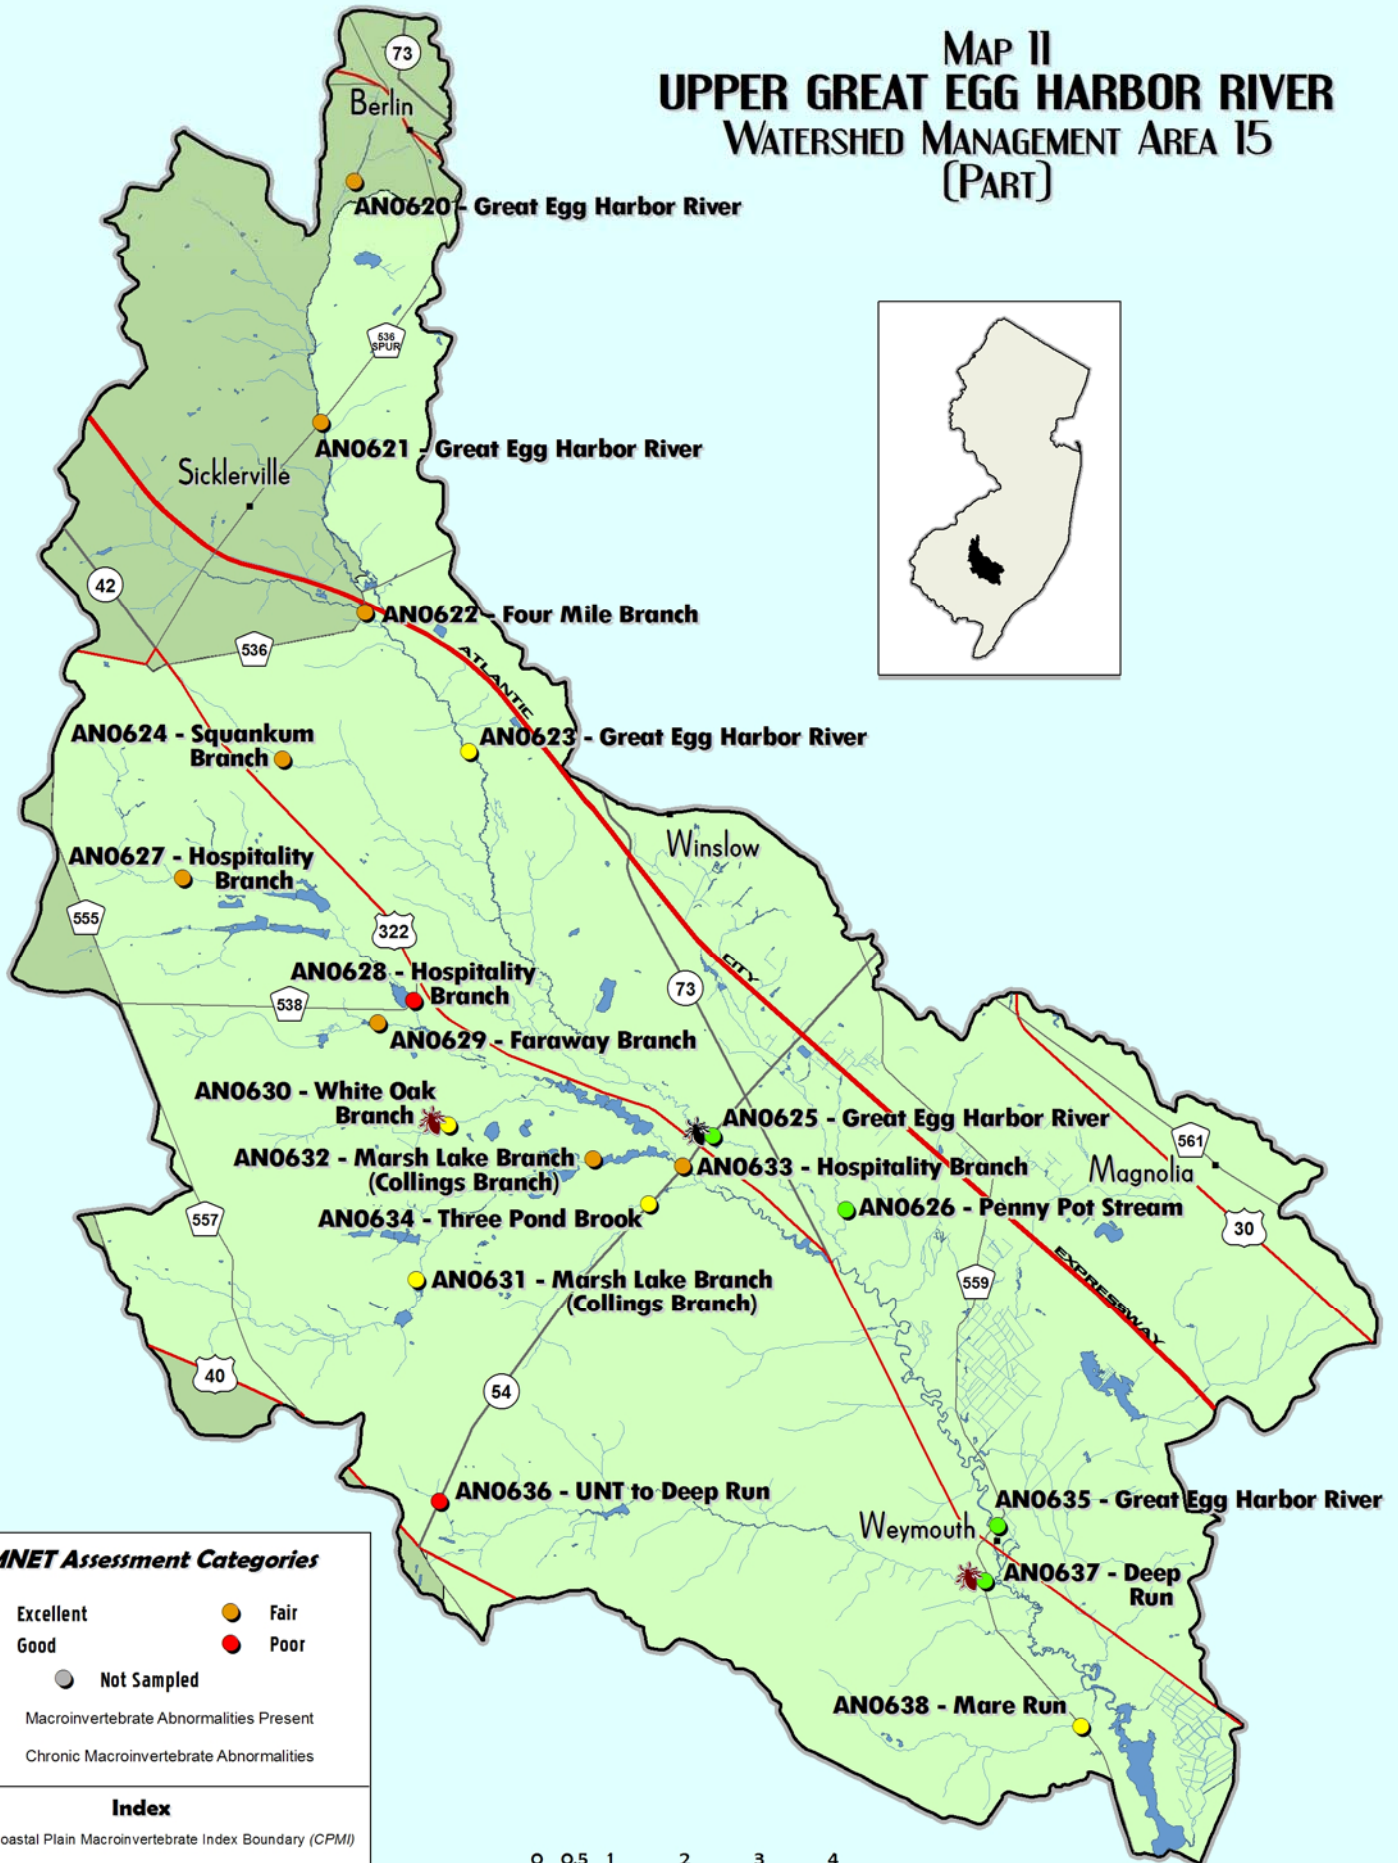 MAP II
UPPER GREAT EGG HARBOR RIVER
WATERSHED MANAGEMENT AREA 15
(PART)
73
Berlin
AN0620 - Great Egg Harbor River
536
SPUR
AN0621 - Great Egg Harbor River
Sicklerville
42
AN0622 - Four Mile Branch
536
ATLANTIC
AN0624 - Squankum
Branch
AN0623 - Great Egg Harbor River
Winslow
AN0627 - Hospitality
Branch
555
322
CITY
AN0628 - Hospitality
Branch
73
538
AN0629 - Faraway Branch
AN0630 - White Oak
Branch
AN0625 - Great Egg Harbor River
561
AN0632 - Marsh Lake Branch
(Collings Branch)
AN0633 - Hospitality Branch
Magnolia
AN0634 - Three Pond Brook
AN0626 - Penny Pot Stream
557
30
AN0631 - Marsh Lake Branch
(Collings Branch)
559
EXPRESSWAY
40
54
AN0636 - UNT to Deep Run
AN0635 - Great Egg Harbor River
Weymouth
AN0637 - Deep
Run
AN0638 - Mare Run
MNET Assessment Categories
Excellent Fair
Good Poor
Not Sampled
Macroinvertebrate Abnormalities Present
Chronic Macroinvertebrate Abnormalities
Index
oastal Plain Macroinvertebrate Index Boundary (CPMI)
0 0.5 1 2 3 4